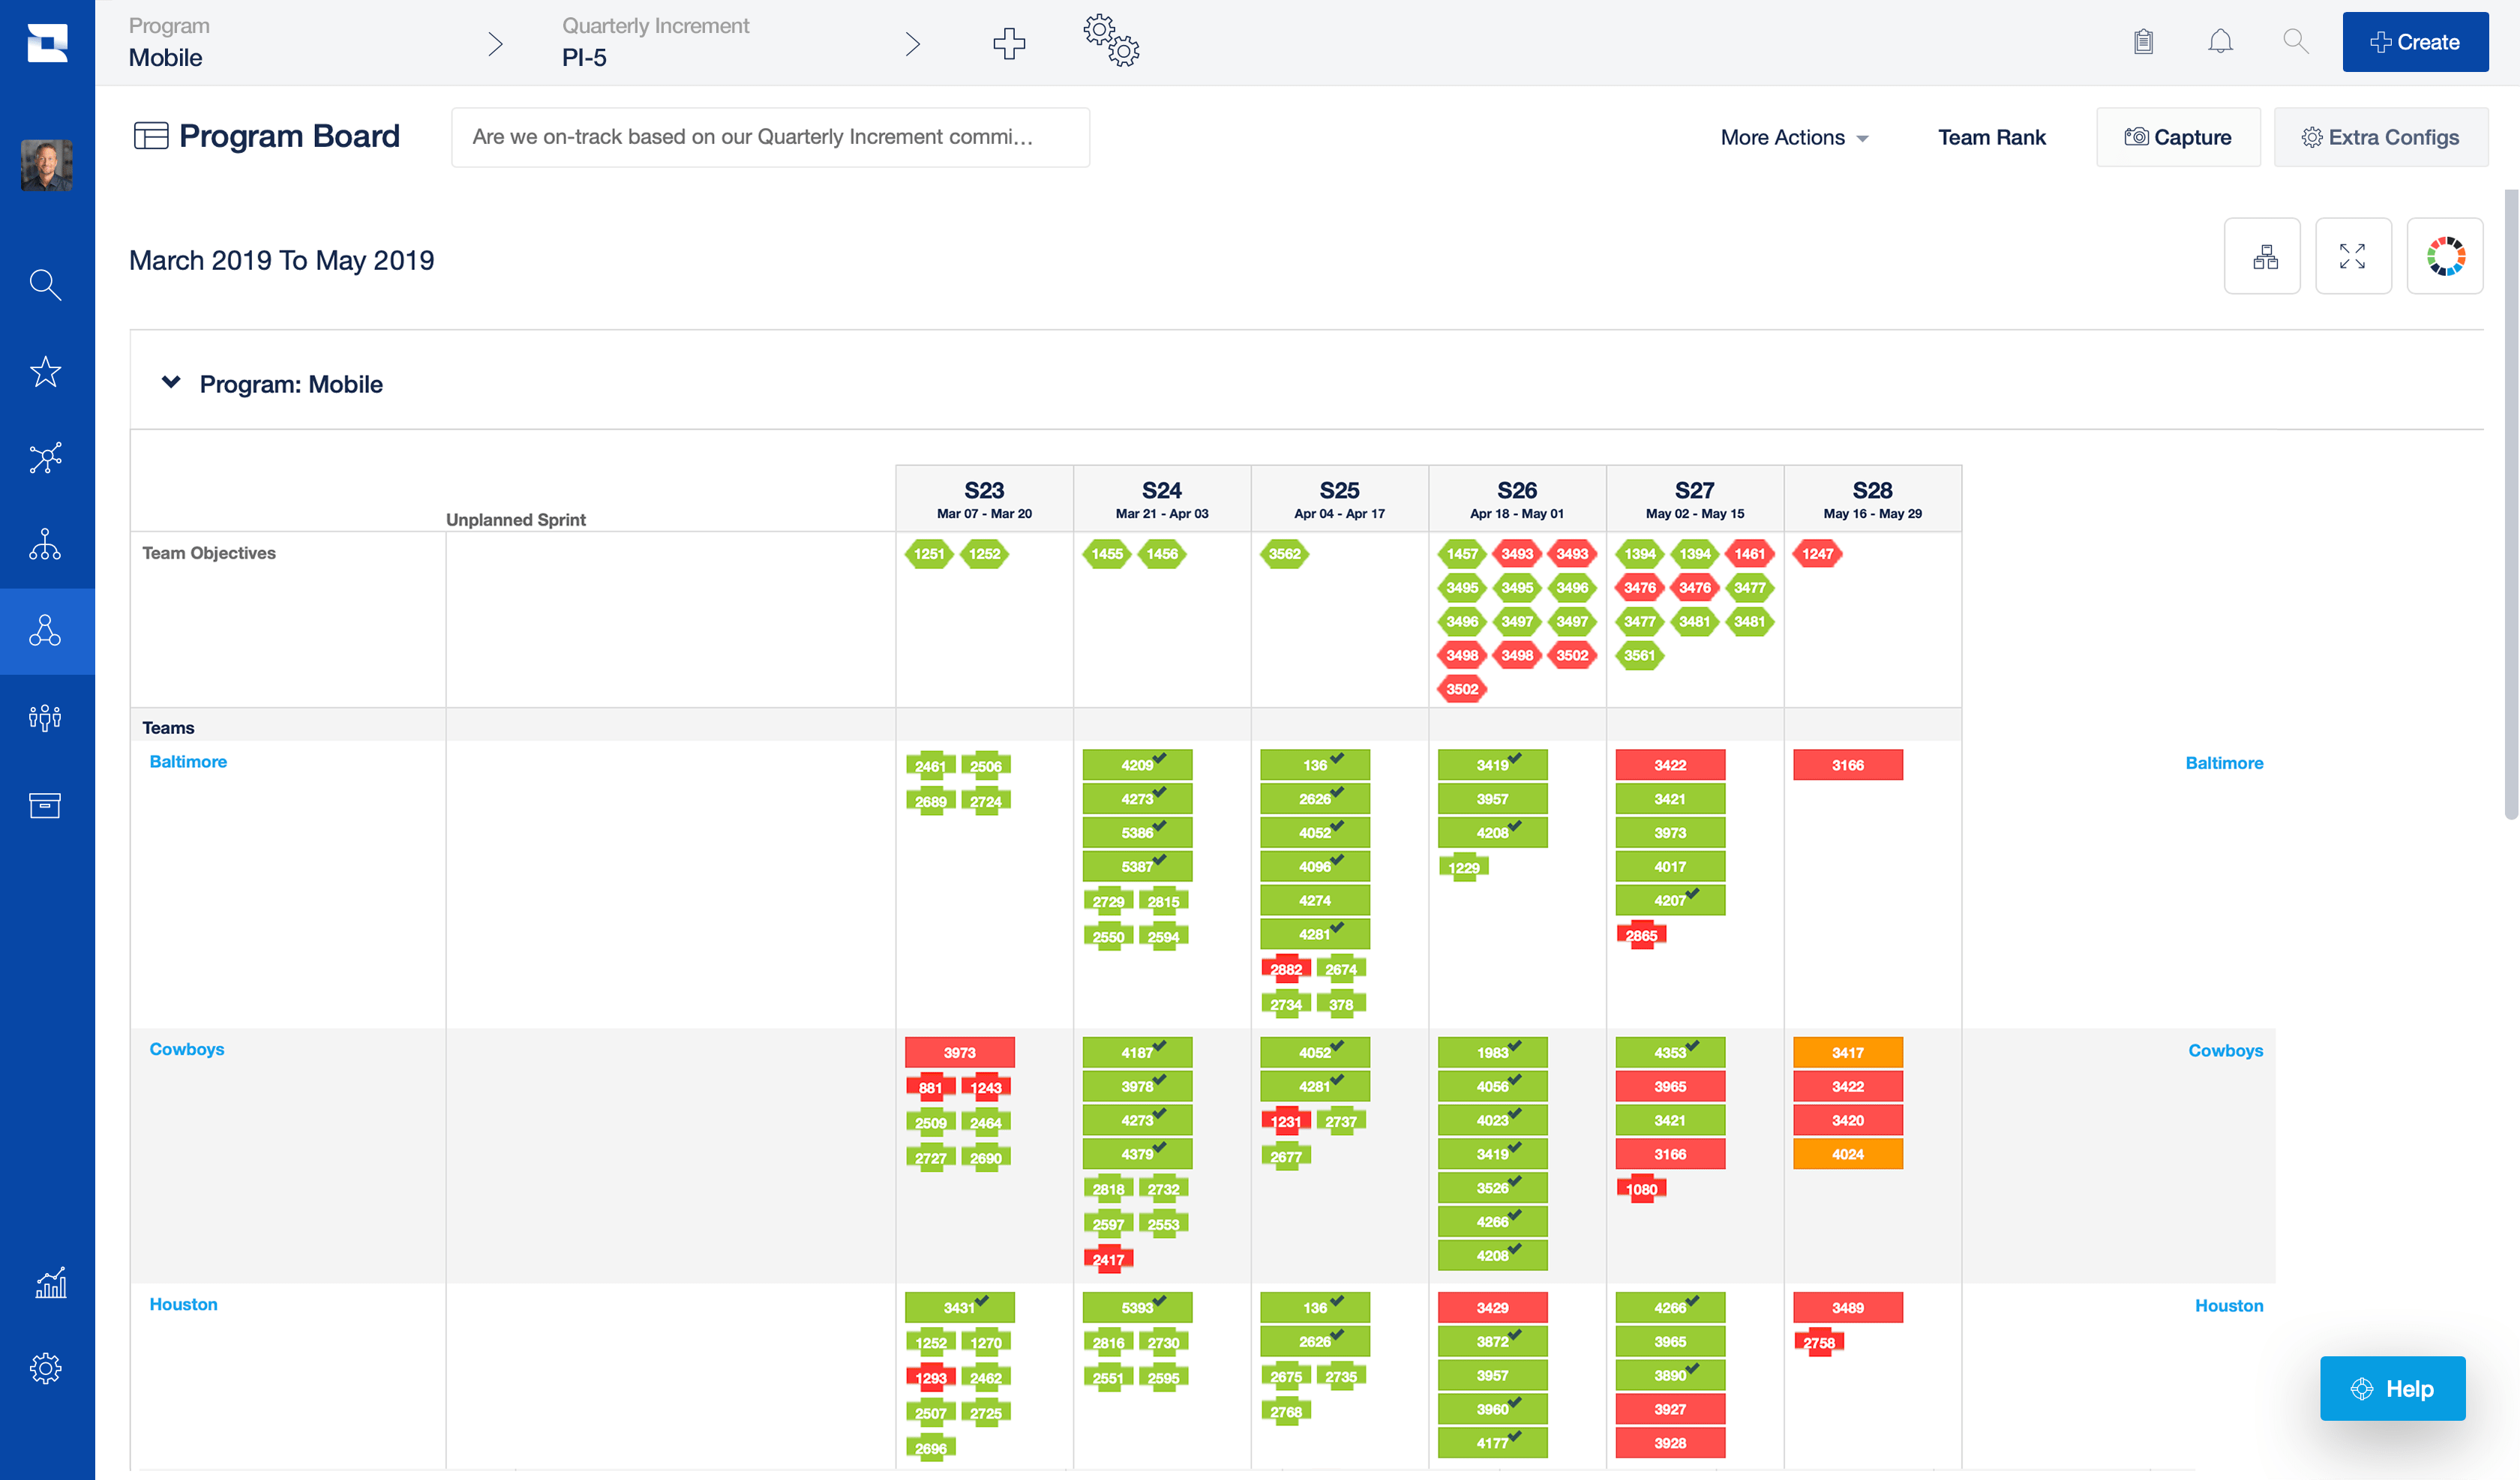 Program
Mobile
Quarterly Increment
PI-5
Create
Program Board
Are we on-track based on our Quarterly Increment commi...
More Actions
Team Rank
Capture
Extra Configs
March 2019 To May 2019
Program: Mobile
Unplanned Sprint
S23 S24 S25 S26 S27 S28
Mar 07 - Mar 20 Mar 21 - Apr 03 Apr 04 - Apr 17 Apr 18 - May 01 May 02 - May 15 May 16 - May 29
Team Objectives
1251 1252 1455 1456 3562 1457 3493 3493 1394 1394 1461 1247
3495 3495 3496 3476 3476 3477
3496 3497 3497 3477 3481 3481
3498 3498 3502 3561
3502
Teams
Baltimore 2461 2506 4209 136 3419 3422 3166 Baltimore
2689 2724 4273 2626 3957 3421
5386 4052 4208 3973
5387 4096 1229 4017
2729 2815 4274 4207
2550 2594 4281 2865
2882 2674
2734 378
Cowboys 3973 4187 4052 1983 4353 3417 Cowboys
881 1243 3978 4281 4056 3965 3422
2509 2464 4273 1231 2737 4023 3421 3420
2727 2690 4379 2677 3419 3166 4024
2818 2732 3526 1080
2597 2553 4266
2417 4208
Houston 3431 5393 136 3429 4266 3489 Houston
1252 1270 2816 2730 2626 3872 3965 2758
1293 2462 2551 2595 2675 2735 3957 3890
2507 2725 2768 3960 3927
2696 4177 3928
Help